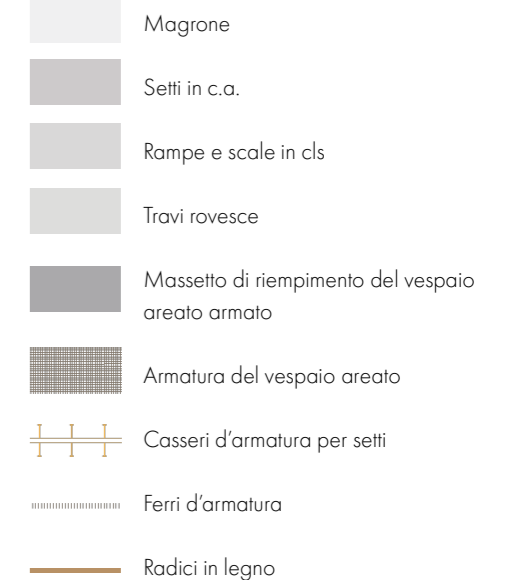 Magrone
Setti in c.a.
Rampe e scale in cls
Travi rovesce
Massetto di riempimento del vespaio
areato armato
Armatura del vespaio areato
Casseri d'armatura per setti
Ferri d'armatura
Radici in legno